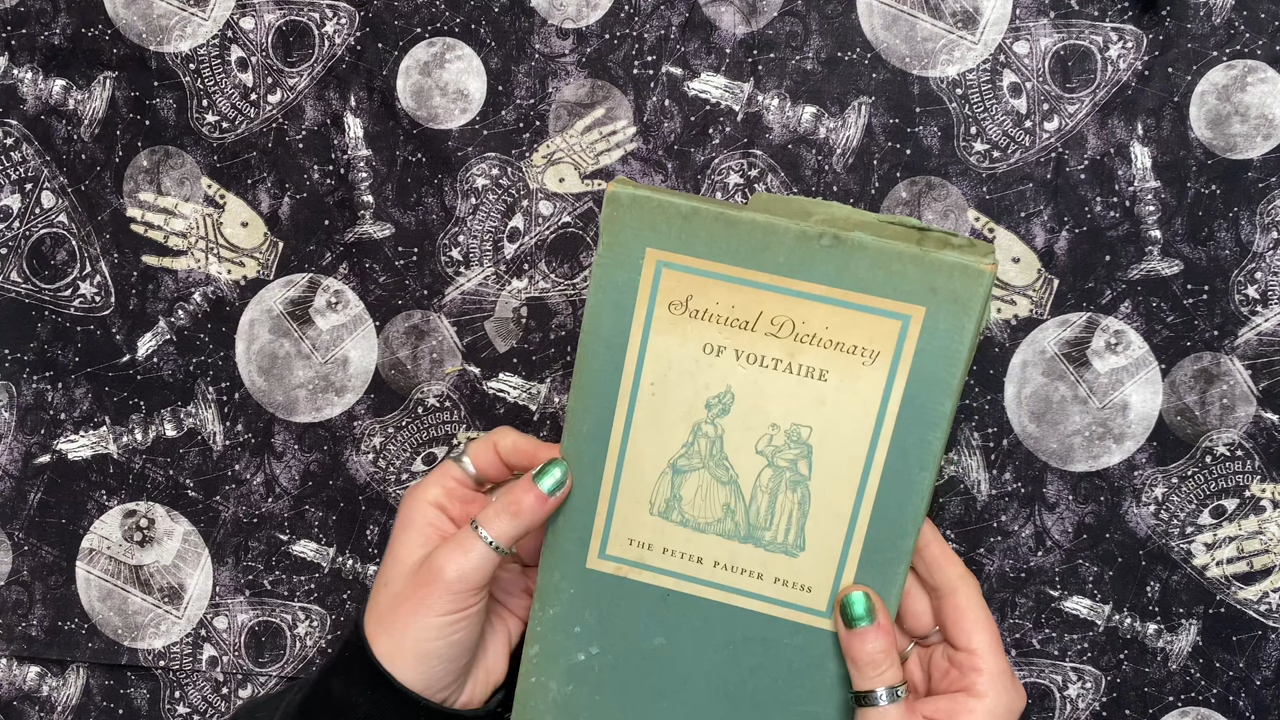 Satirical Dictionary
OF VOLTAIRE
THE PETER PAUPER PRESS